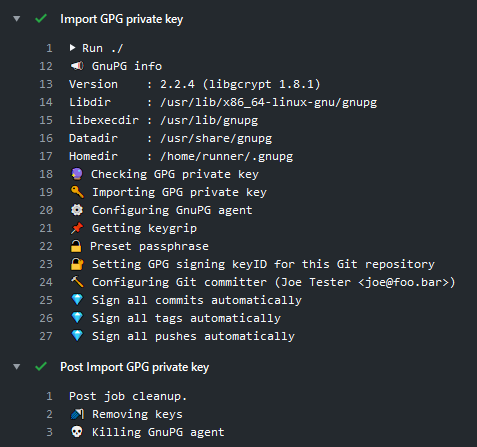 Import GPG private key
1 Run ./
12 📣 GnuPG info
13 Version    : 2.2.4 (libgcrypt 1.8.1)
14 Libdir     : /usr/lib/x86_64-linux-gnu/gnupg
15 Libexecdir : /usr/lib/gnupg
16 Datadir    : /usr/share/gnupg
17 Homedir    : /home/runner/.gnupg
18 🔮 Checking GPG private key
19 🔑 Importing GPG private key
20 ⚙️ Configuring GnuPG agent
21 📌 Getting keygrip
22 🔓 Preset passphrase
23 🔐 Setting GPG signing keyID for this Git repository
24 🔨 Configuring Git committer (Joe Tester <joe@foo.bar>)
25 💎 Sign all commits automatically
26 💎 Sign all tags automatically
27 💎 Sign all pushes automatically
Post Import GPG private key
1 Post job cleanup.
2 🚿 Removing keys
3 💀 Killing GnuPG agent